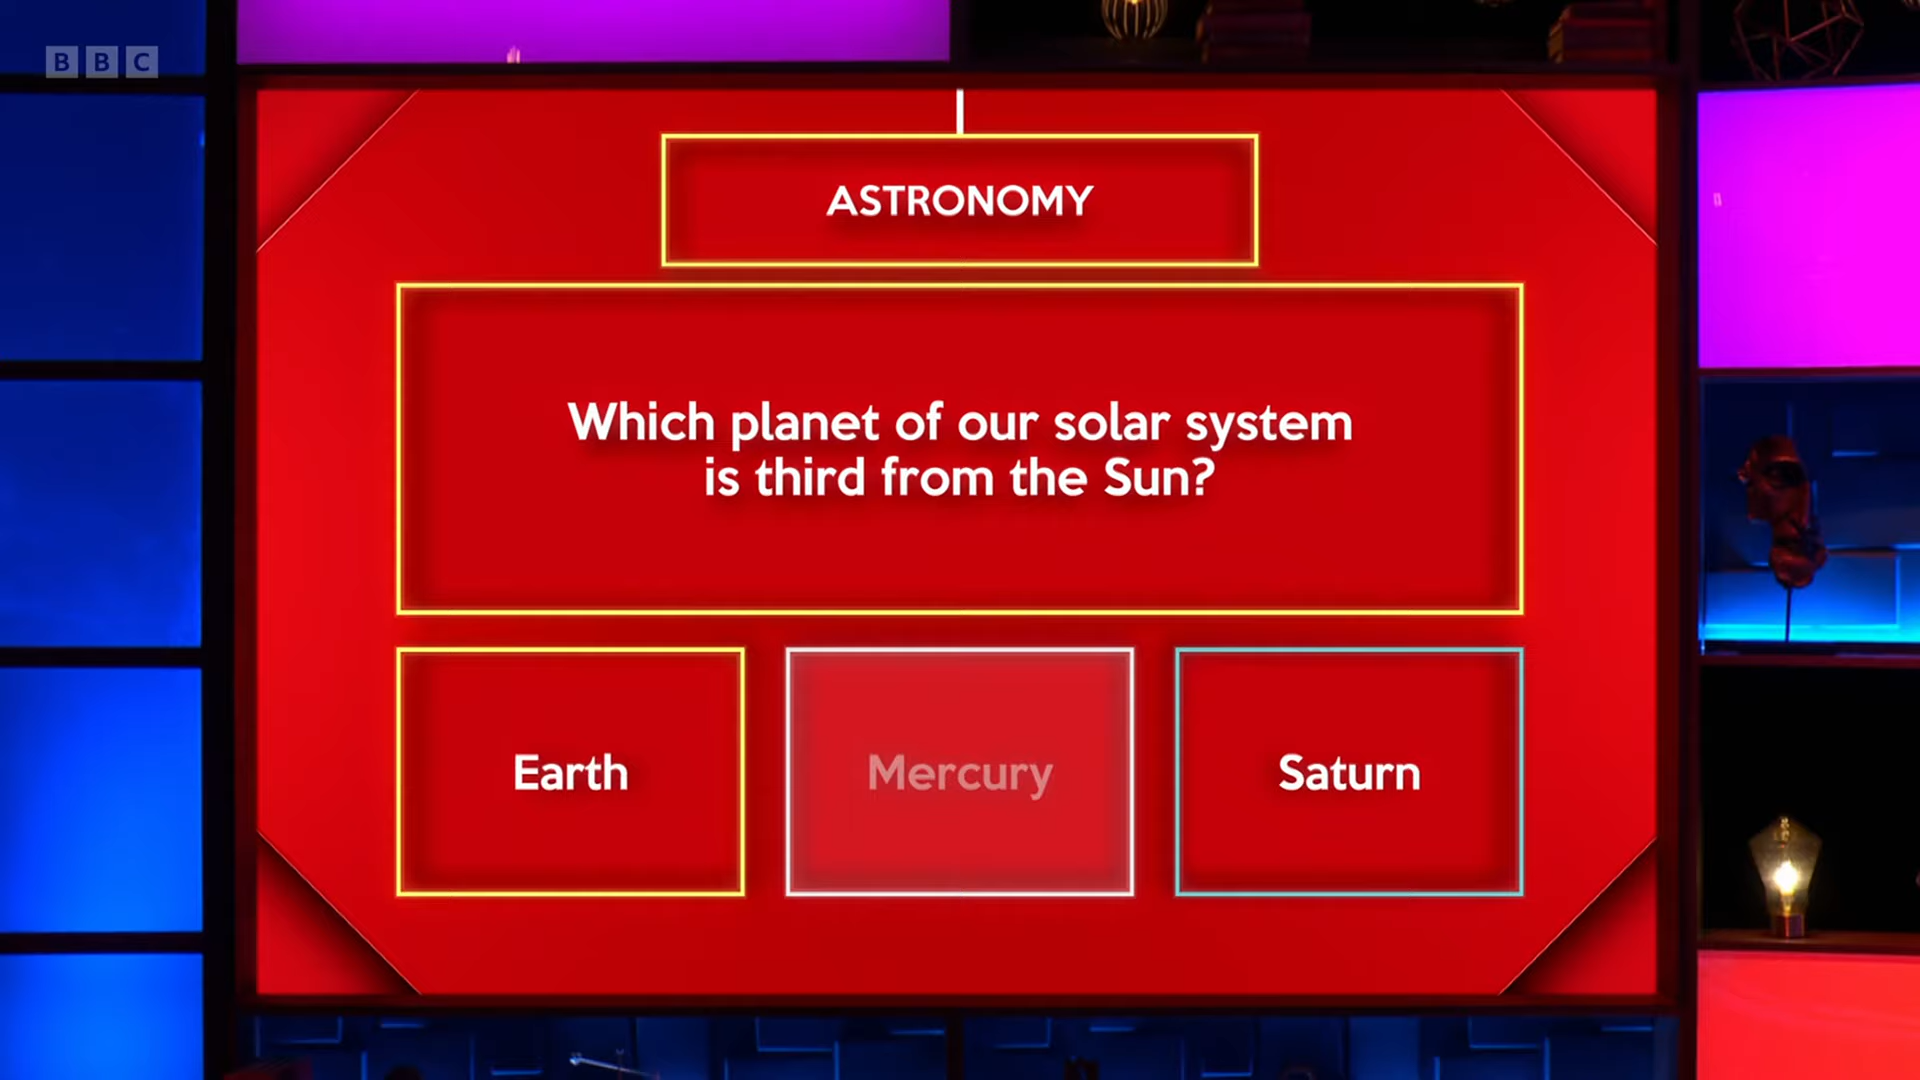 BBC
ASTRONOMY
Which planet of our solar system
is third from the Sun?
Earth
Mercury
Saturn